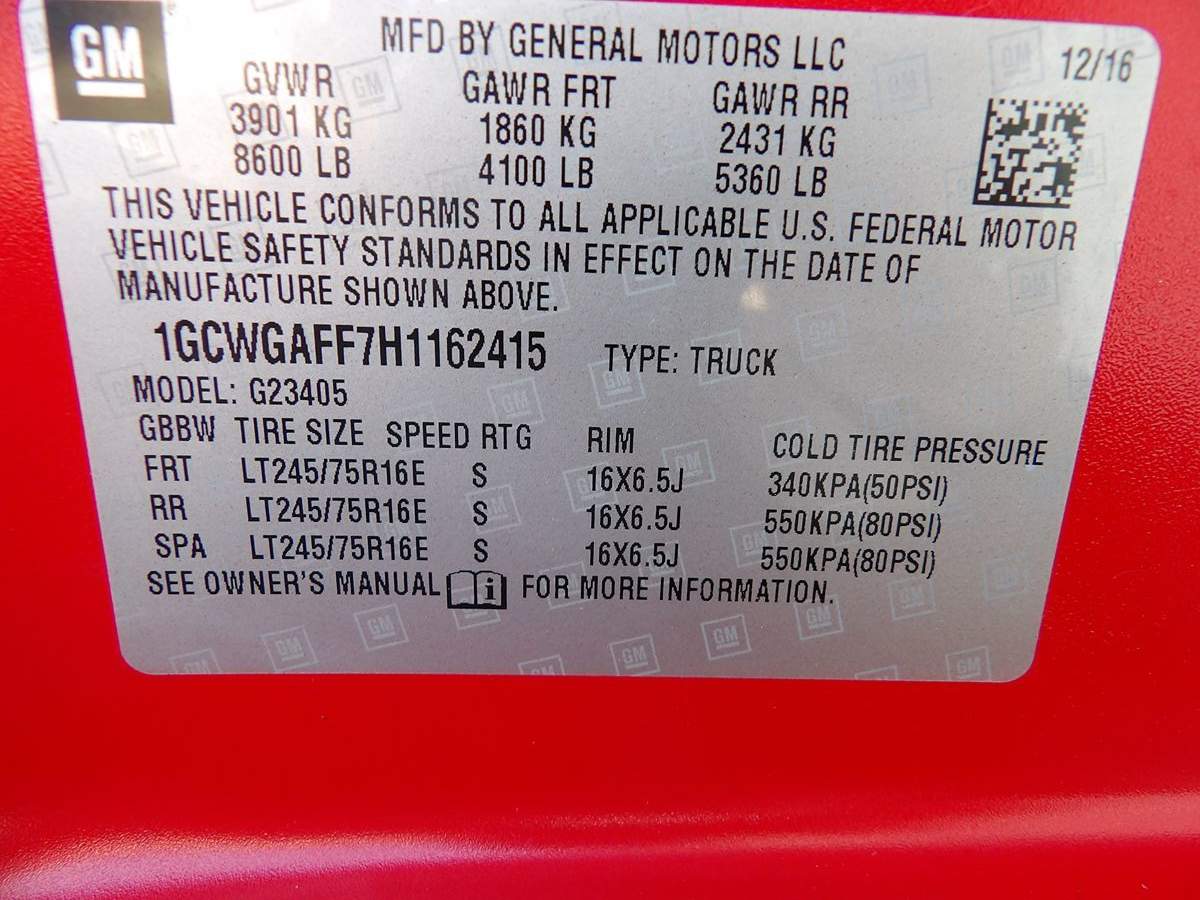 GM
MFD BY GENERAL MOTORS LLC
12/16
GVWR GAWR FRT GAWR RR
3901 KG 1860 KG 2431 KG
8600 LB 4100 LB 5360 LB
THIS VEHICLE CONFORMS TO ALL APPLICABLE U.S. FEDERAL MOTOR
VEHICLE SAFETY STANDARDS IN EFFECT ON THE DATE OF
MANUFACTURE SHOWN ABOVE.
1GCWGAFF7H1162415 TYPE: TRUCK
MODEL: G23405
GBBW TIRE SIZE SPEED RTG RIM COLD TIRE PRESSURE
FRT LT245/75R16E S 16X6.5J 340KPA(50PSI)
RR LT245/75R16E S 16X6.5J 550KPA(80PSI)
SPA LT245/75R16E S 16X6.5J 550KPA(80PSI)
SEE OWNER'S MANUAL i FOR MORE INFORMATION.